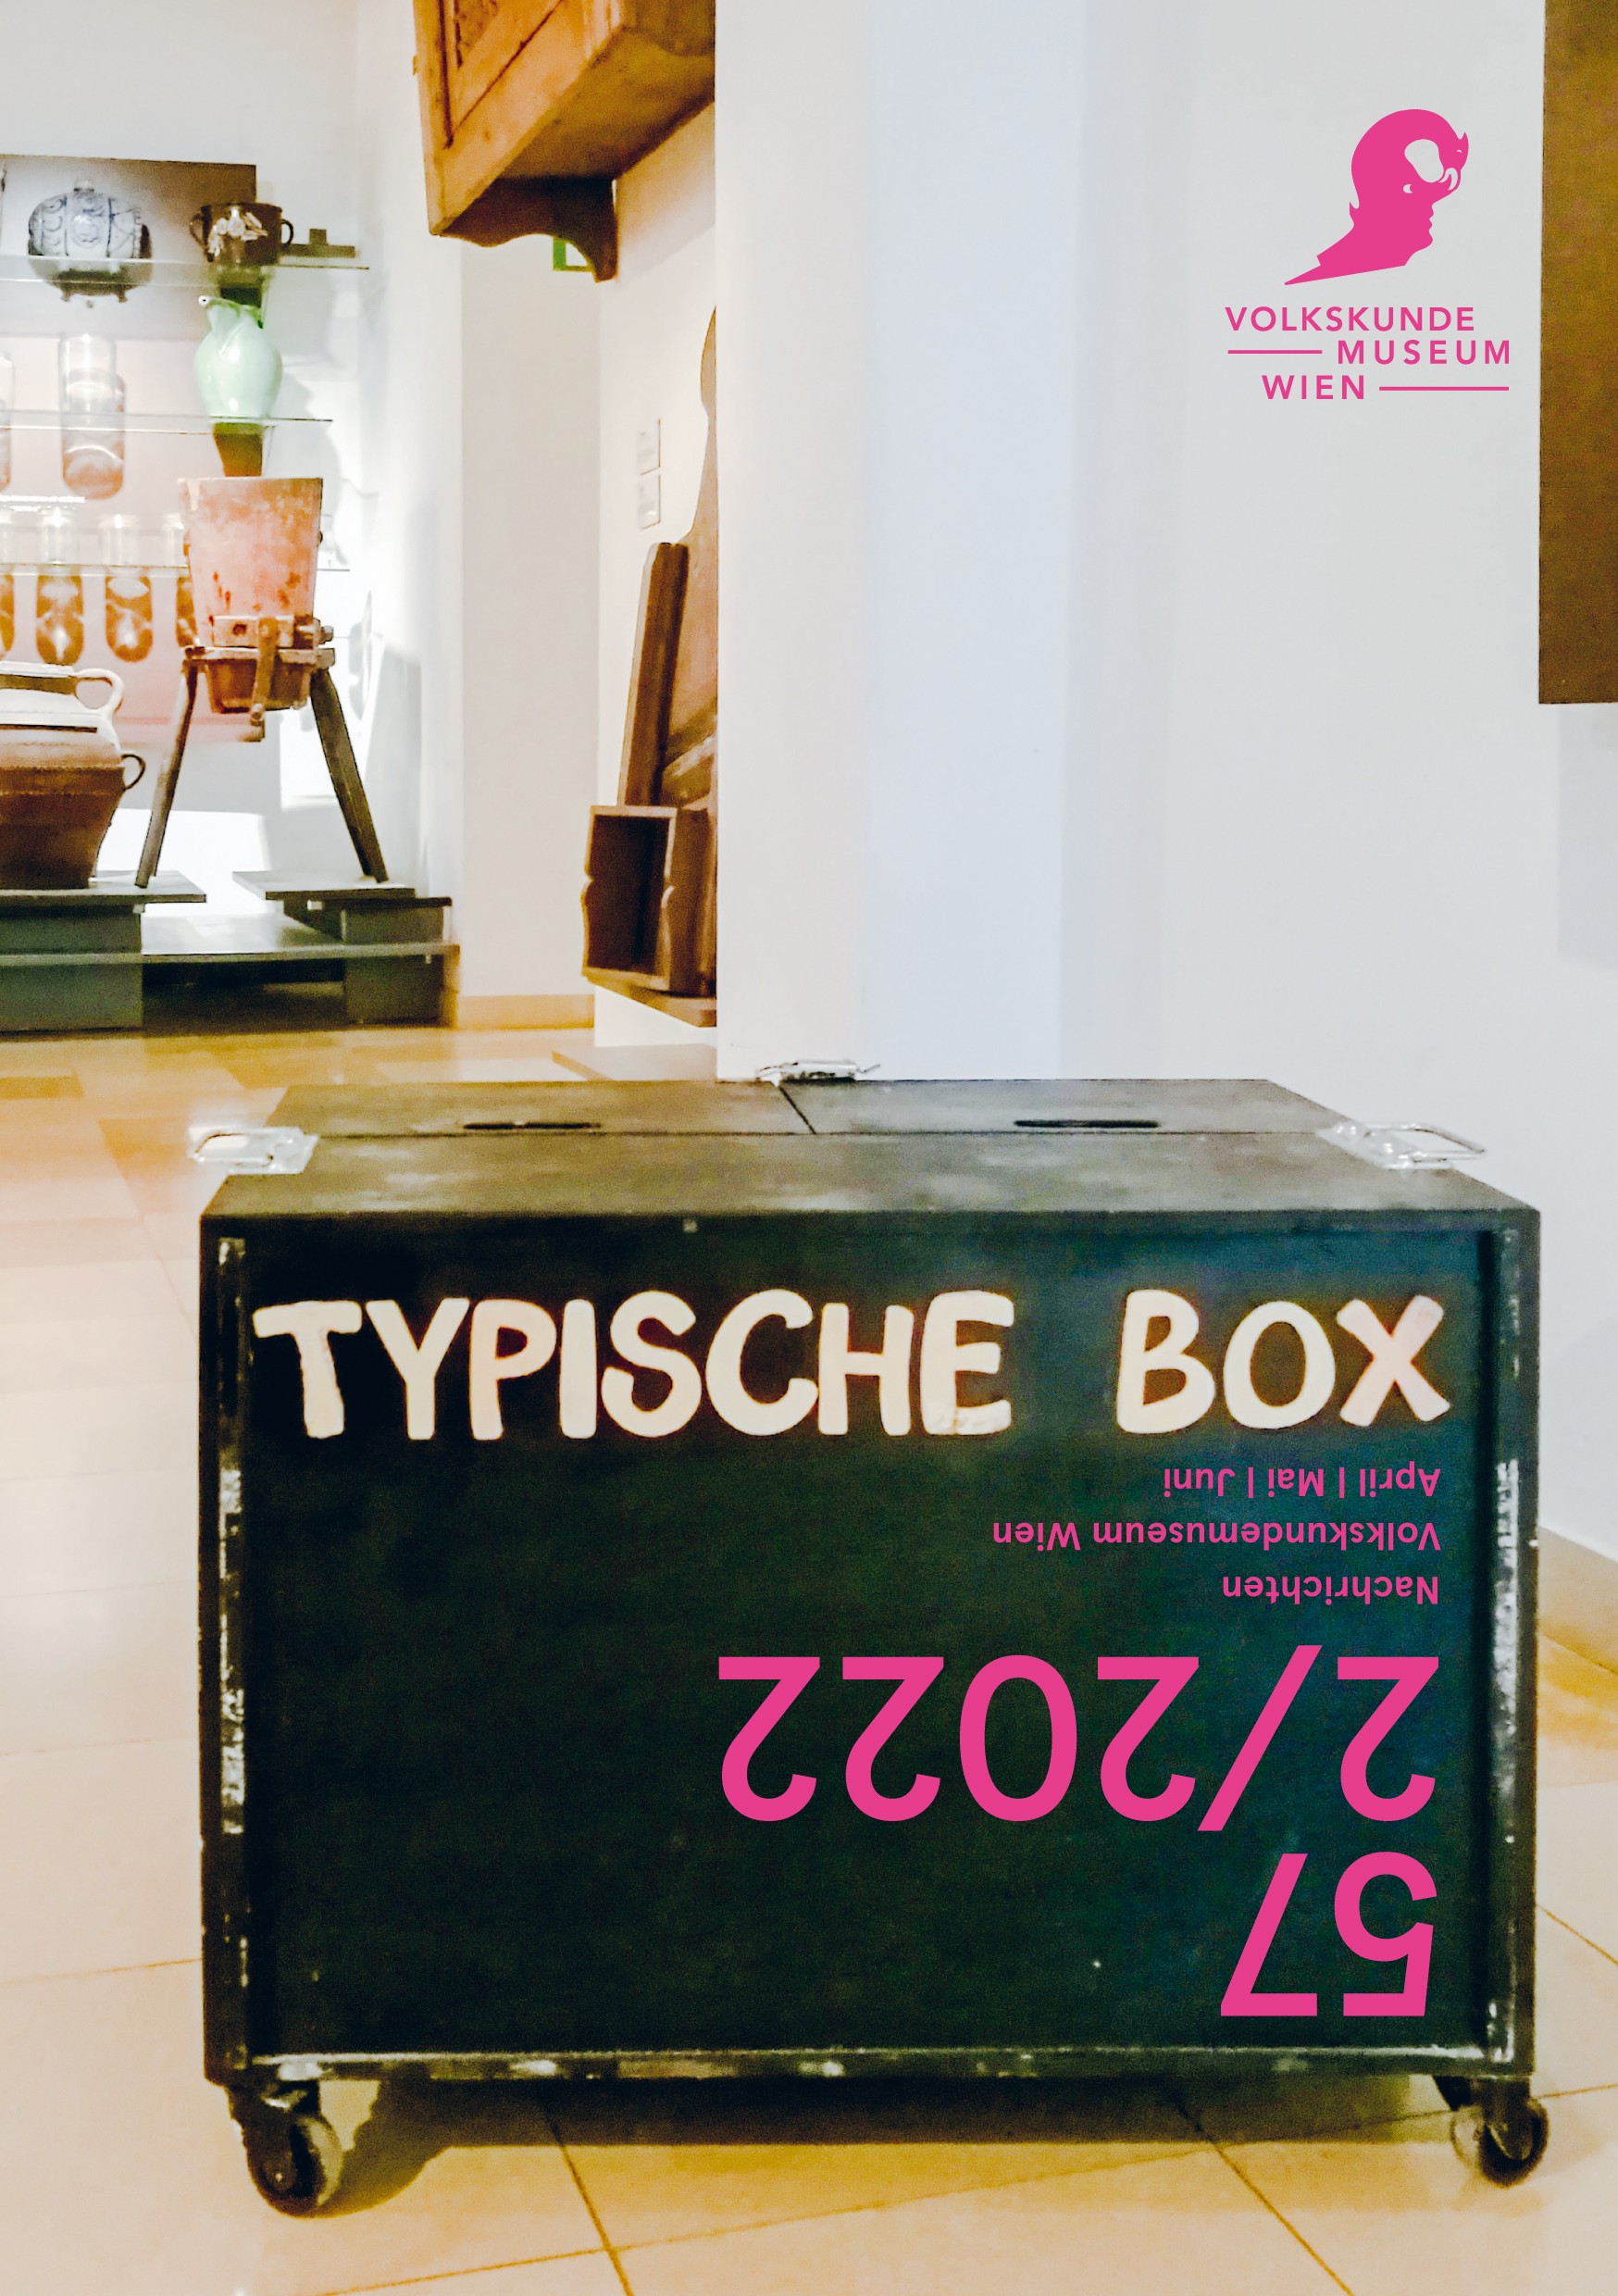 VOLKSKUNDE
MUSEUM
WIEN
TYPISCHE BOX
57
2/2022
Nachrichten
Volkskundemuseum Wien
April | Mai | Juni